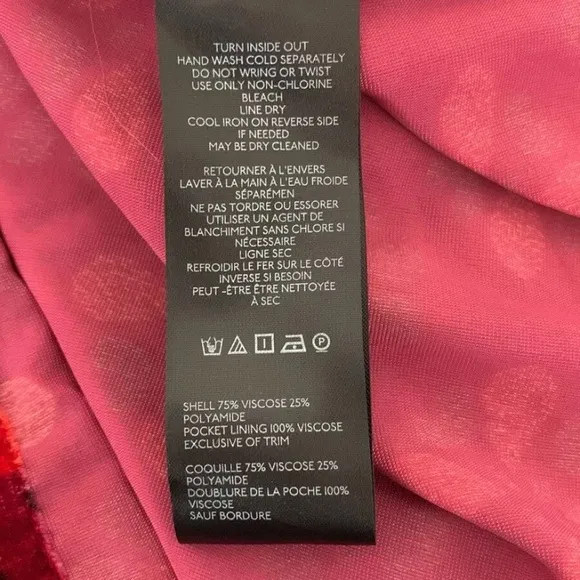 TURN INSIDE OUT
HAND WASH COLD SEPARATELY
DO NOT WRING OR TWIST
USE ONLY NON-CHLORINE
BLEACH
LINE DRY
COOL IRON ON REVERSE SIDE
IF NEEDED
MAY BE DRY CLEANED
RETOURNER À L'ENVERS
LAVER À LA MAIN À L'EAU FROIDE
SÉPARÉMEN
NE PAS TORDRE OU ESSORER
UTILISER UN AGENT DE
BLANCHIMENT SANS CHLORE SI
NÉCESSAIRE
LIGNE SEC
REFROIDIR LE FER SUR LE CÔTÉ
INVERSE SI BESOIN
PEUT -ÊTRE ÊTRE NETTOYÉE
À SEC
P
SHELL 75% VISCOSE 25%
POLYAMIDE
POCKET LINING 100% VISCOSE
EXCLUSIVE OF TRIM
COQUILLE 75% VISCOSE 25%
POLYAMIDE
DOUBLURE DE LA POCHE 100%
VISCOSE
SAUF BORDURE